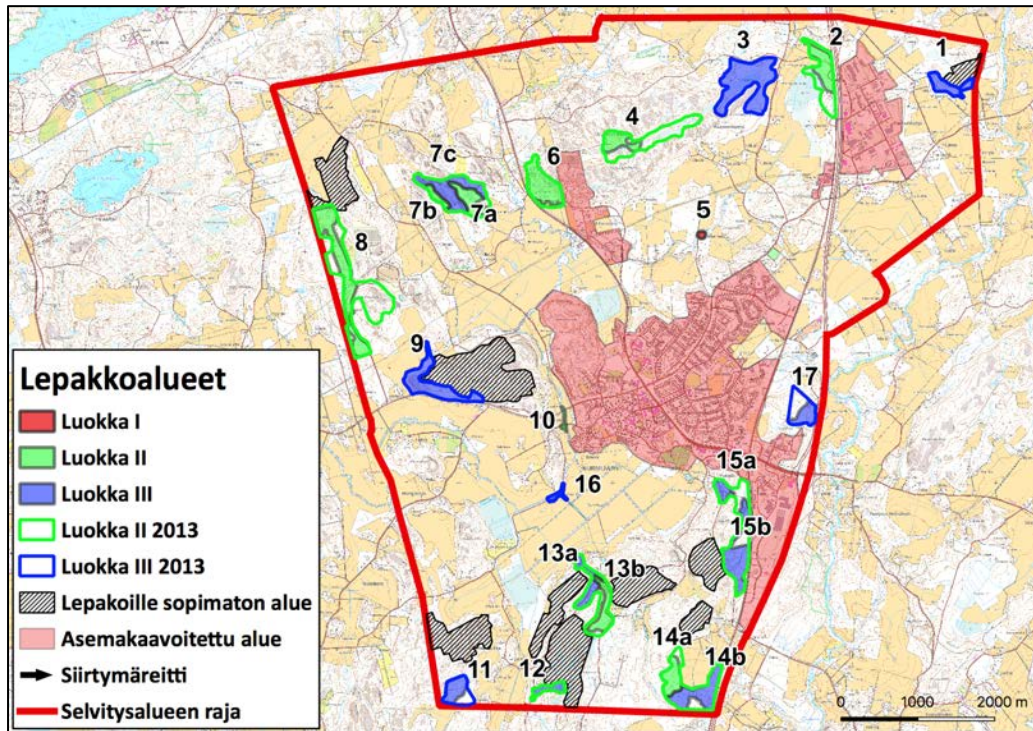 1
2
3
4
5
6
7c
7b
7a
8
9
10
17
15a
16
15b
13a
13b
14a
14b
11
12
Lepakkoalueet
Luokka I
Luokka II
Luokka III
Luokka II 2013
Luokka III 2013
Lepakoille sopimaton alue
Asemakaavoitettu alue
Siirtymäreitti
Selvitysalueen raja
0 1000 2000 m